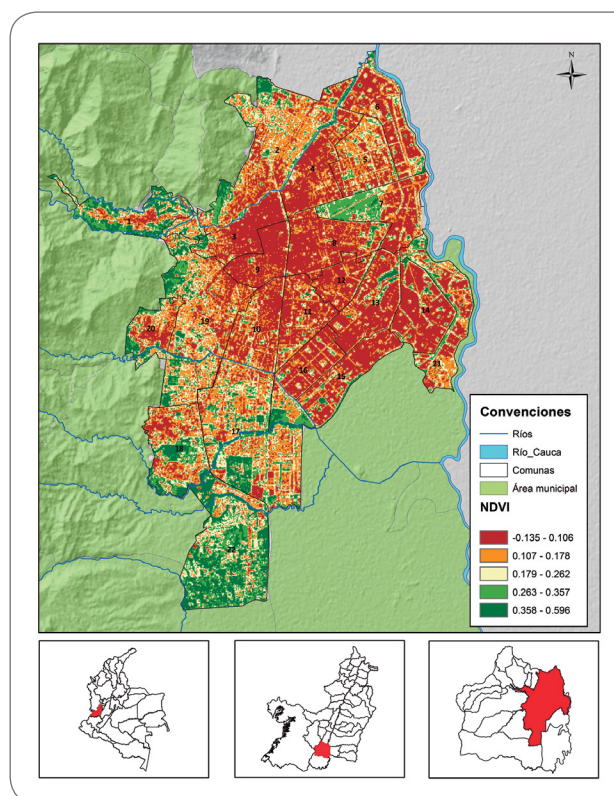 N
6
2
4
5
7
1
3
8
9
12
13
14
20
19
10
11
16
15
21
17
18
22
Convenciones
Ríos
Río_Cauca
Comunas
Área municipal
NDVI
-0.135 - 0.106
0.107 - 0.178
0.179 - 0.262
0.263 - 0.357
0.358 - 0.596